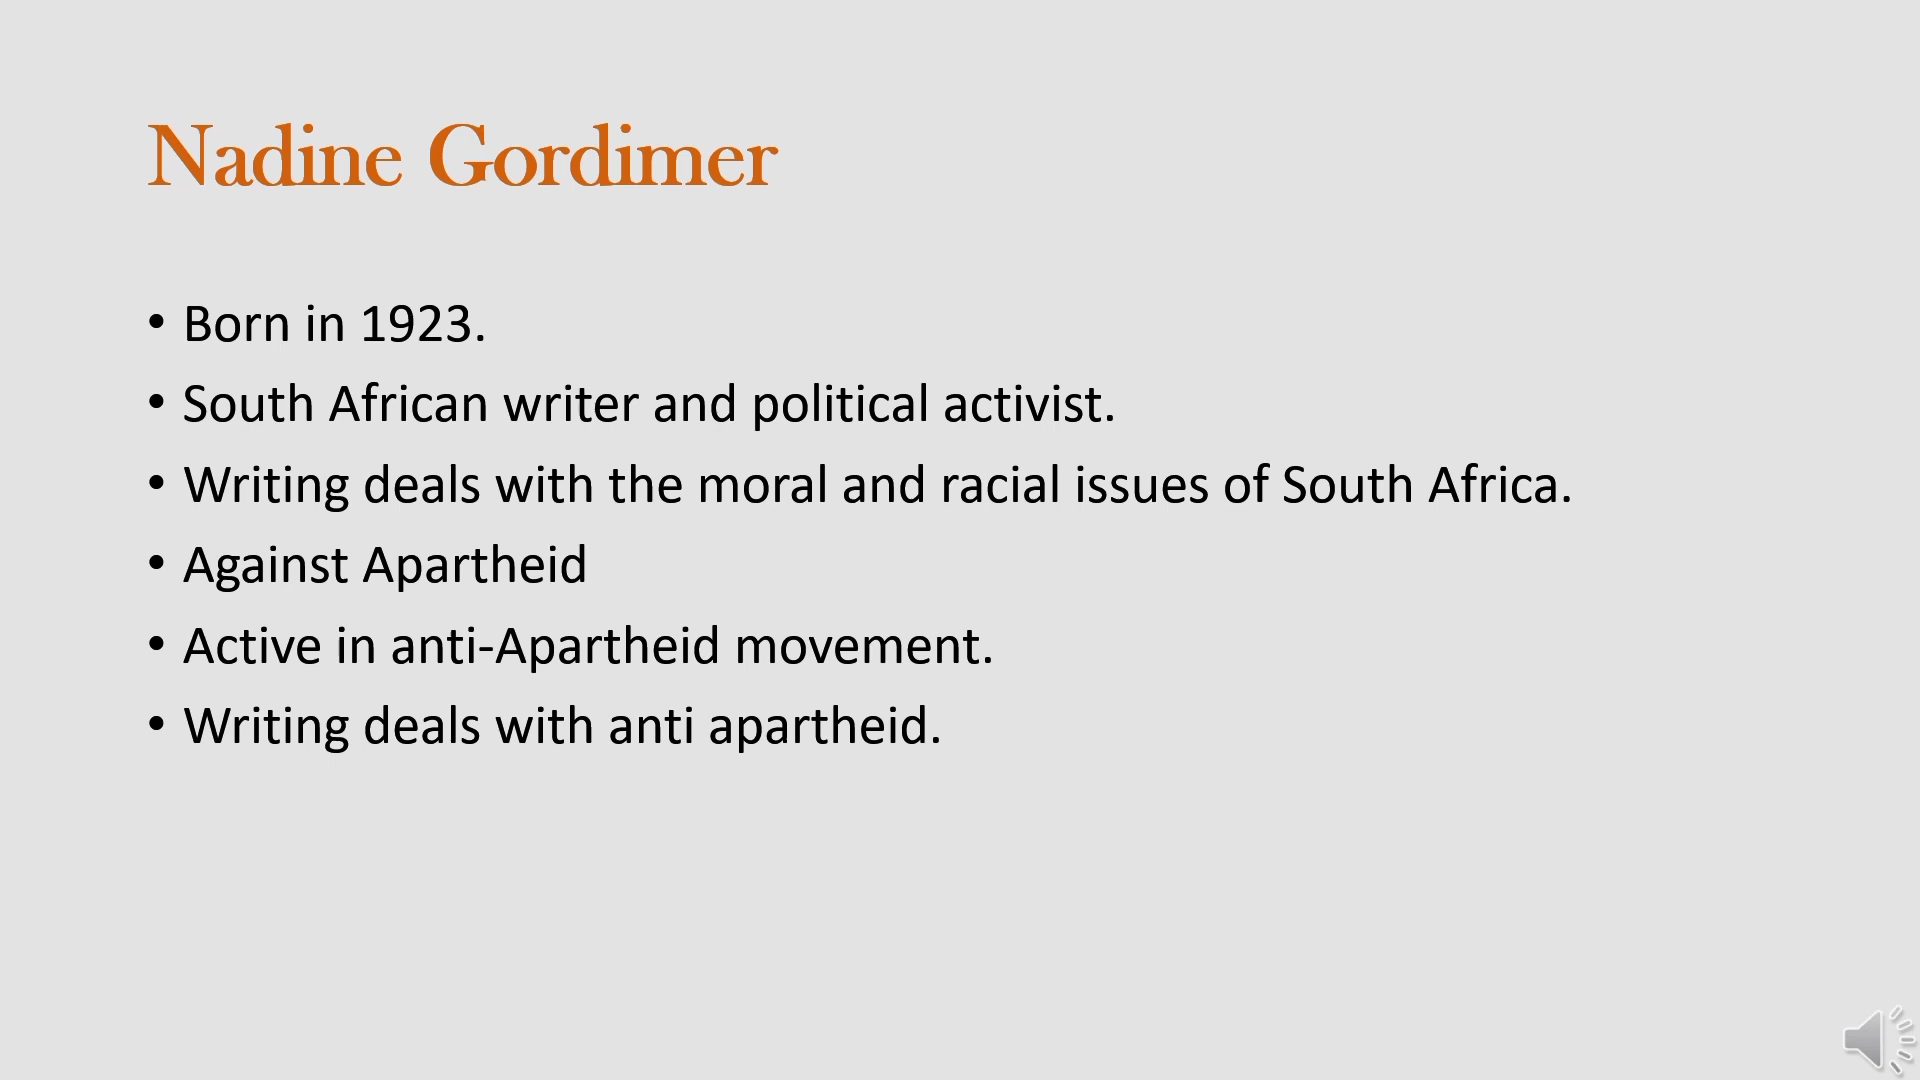 Nadine Gordimer
• Born in 1923.
• South African writer and political activist.
• Writing deals with the moral and racial issues of South Africa.
• Against Apartheid
• Active in anti-Apartheid movement.
• Writing deals with anti apartheid.